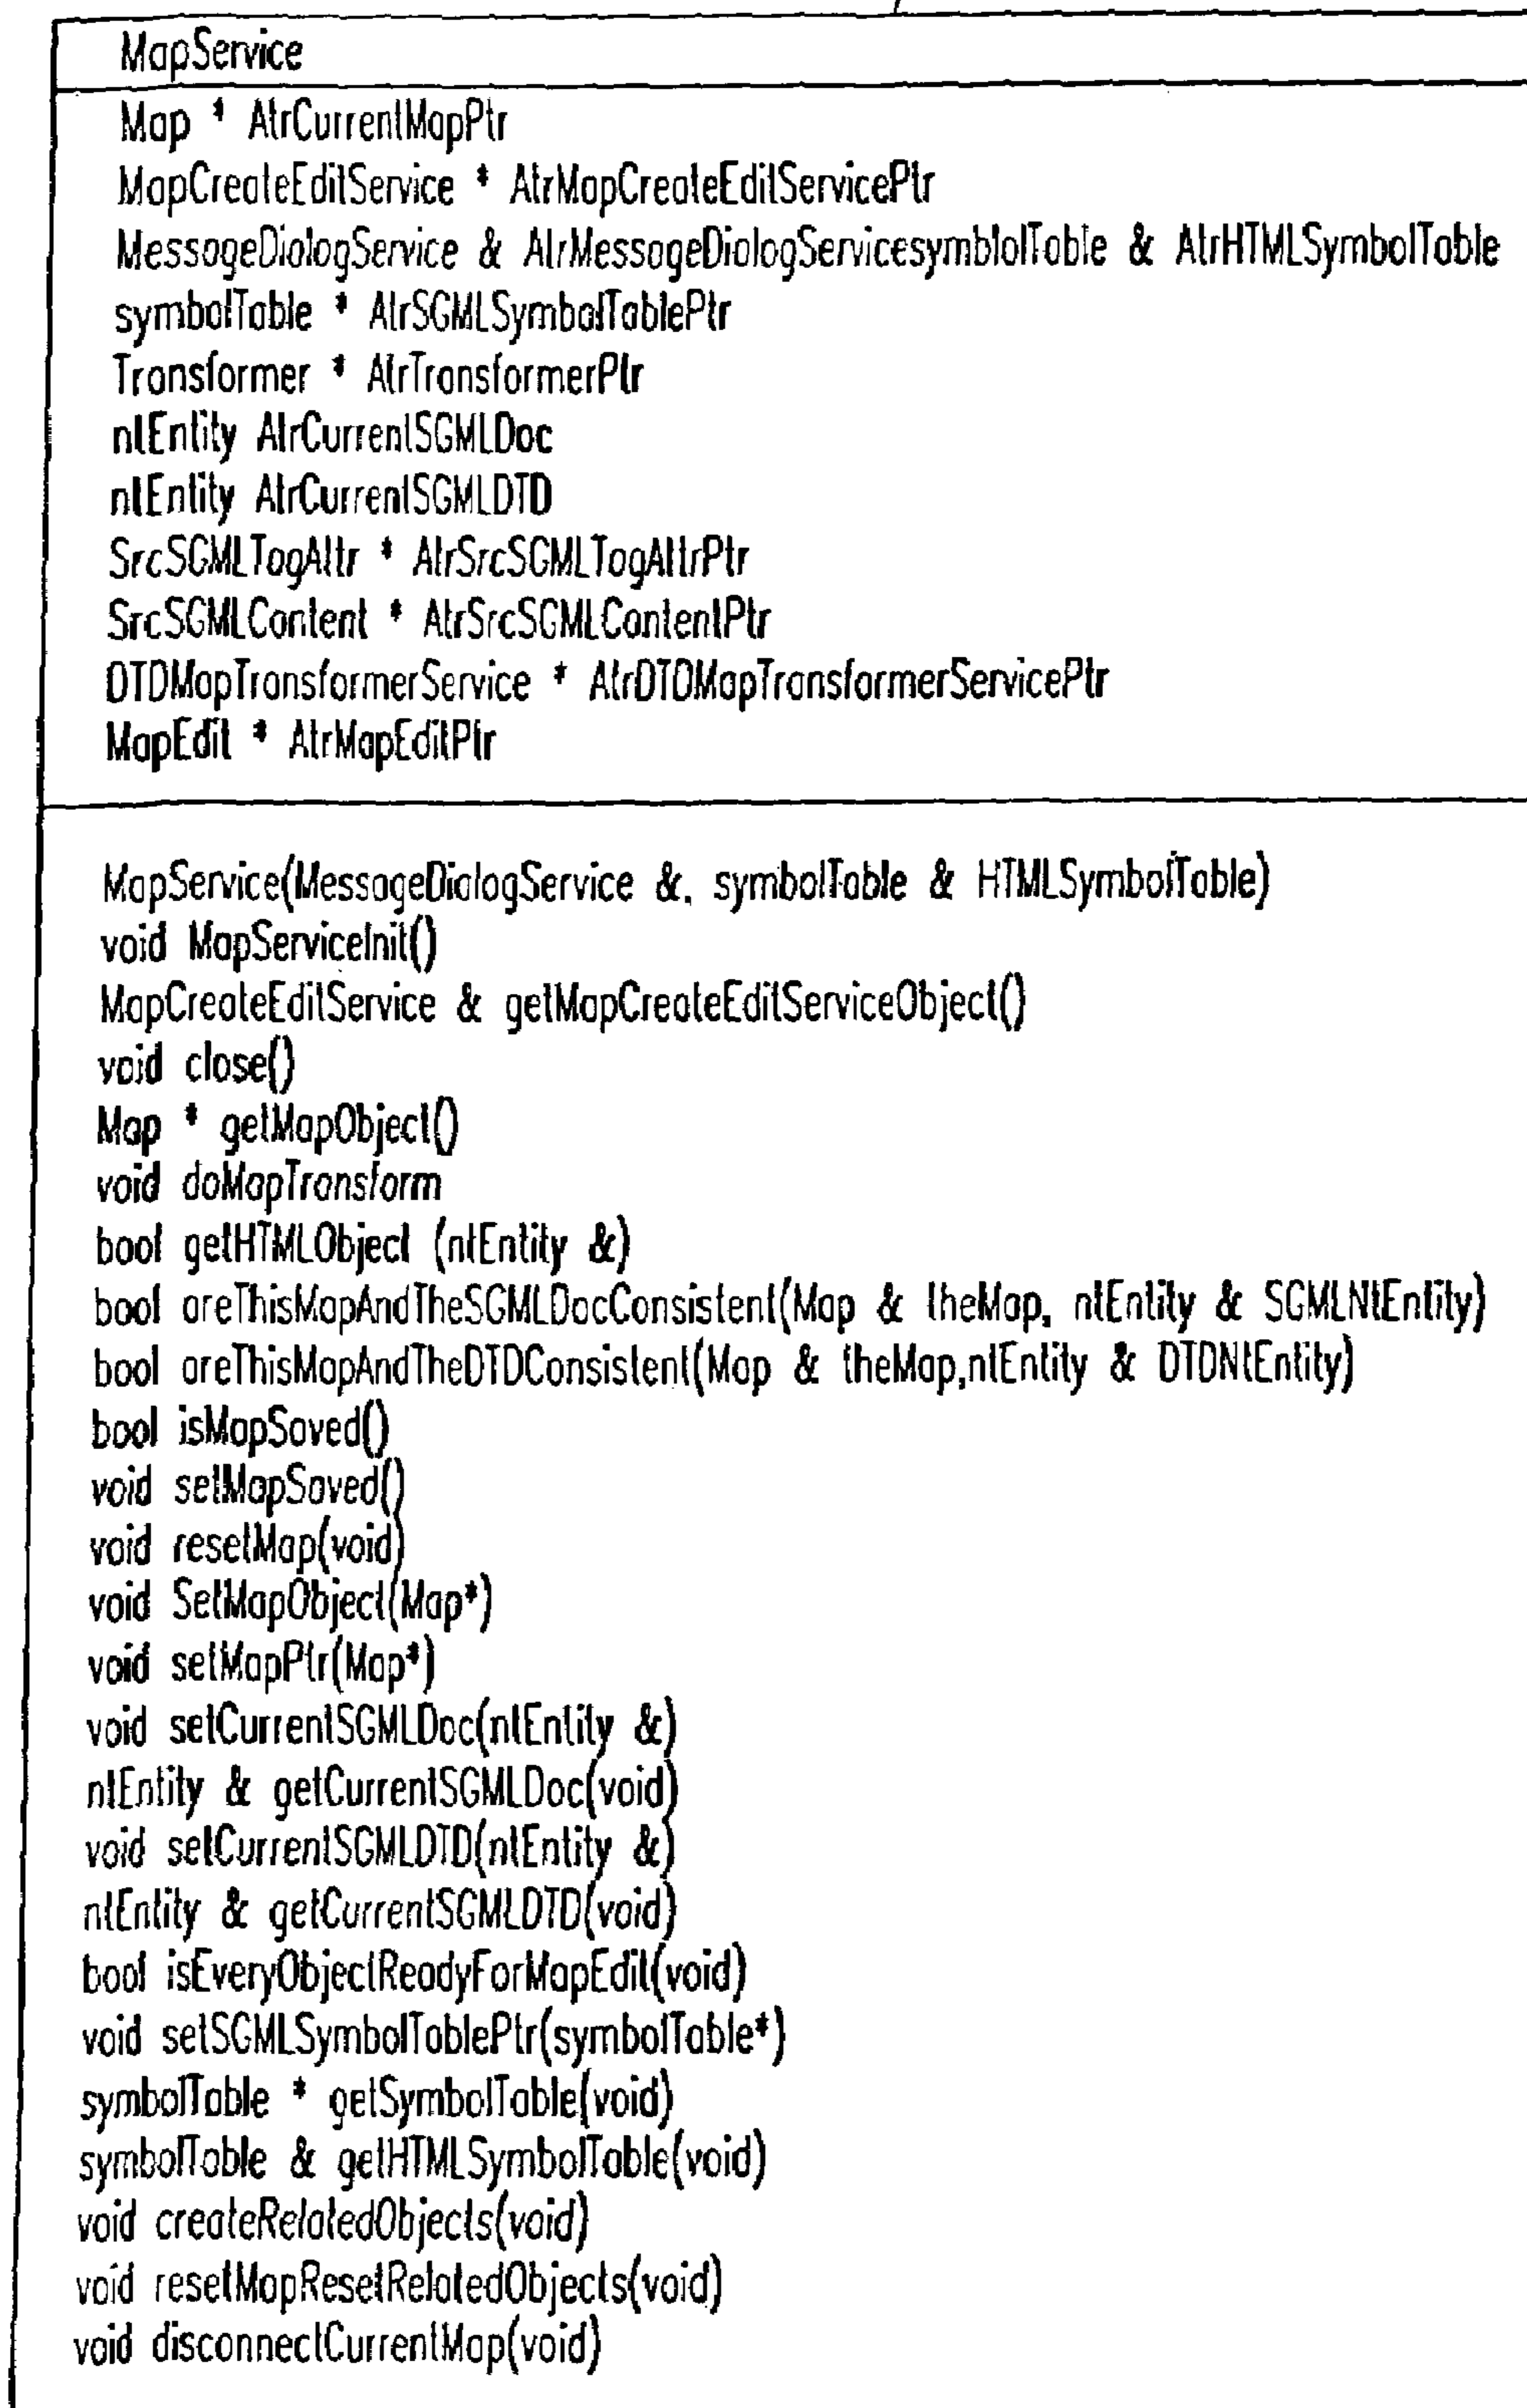 MapService
Map * AtrCurrentMapPtr
MapCreateEditService * AtrMapCreateEditServicePtr
MessageDialogService & AtrMessageDialogServicesymblolTable & AtrHTMLSymbolTable
symbolTable * AtrSGMLSymbolTablePtr
Transformer * AtrTransformerPtr
ntEntity AtrCurrentSGMLDoc
ntEntity AtrCurrentSGMLDTD
SrcSGMLTagAttr * AtrSrcSGMLTagAttrPtr
SrcSGMLContent * AtrSrcSGMLContentPtr
DTDMapTransformerService * AtrDTDMapTransformerServicePtr
MapEdit * AtrMapEditPtr
MapService(MessageDialogService &, symbolTable & HTMLSymbolTable)
void MapServiceInit()
MapCreateEditService & getMapCreateEditServiceObject()
void close()
Map * getMapObject()
void doMapTransform
bool getHTMLObject (ntEntity &)
bool areThisMapAndTheSGMLDocConsistent(Map & theMap, ntEntity & SGMLNtEntity)
bool areThisMapAndTheDTDConsistent(Map & theMap,ntEntity & DTDNtEntity)
bool isMapSaved()
void setMapSaved()
void resetMap(void)
void SetMapObject(Map*)
void setMapPtr(Map*)
void setCurrentSGMLDoc(ntEntity &)
ntEntity & getCurrentSGMLDoc(void)
void setCurrentSGMLDTD(ntEntity &)
ntEntity & getCurrentSGMLDTD(void)
bool isEveryObjectReadyForMapEdit(void)
void setSGMLSymbolTablePtr(symbolTable*)
symbolTable * getSymbolTable(void)
symbolTable & getHTMLSymbolTable(void)
void createRelatedObjects(void)
void resetMapResetRelatedObjects(void)
void disconnectCurrentMap(void)